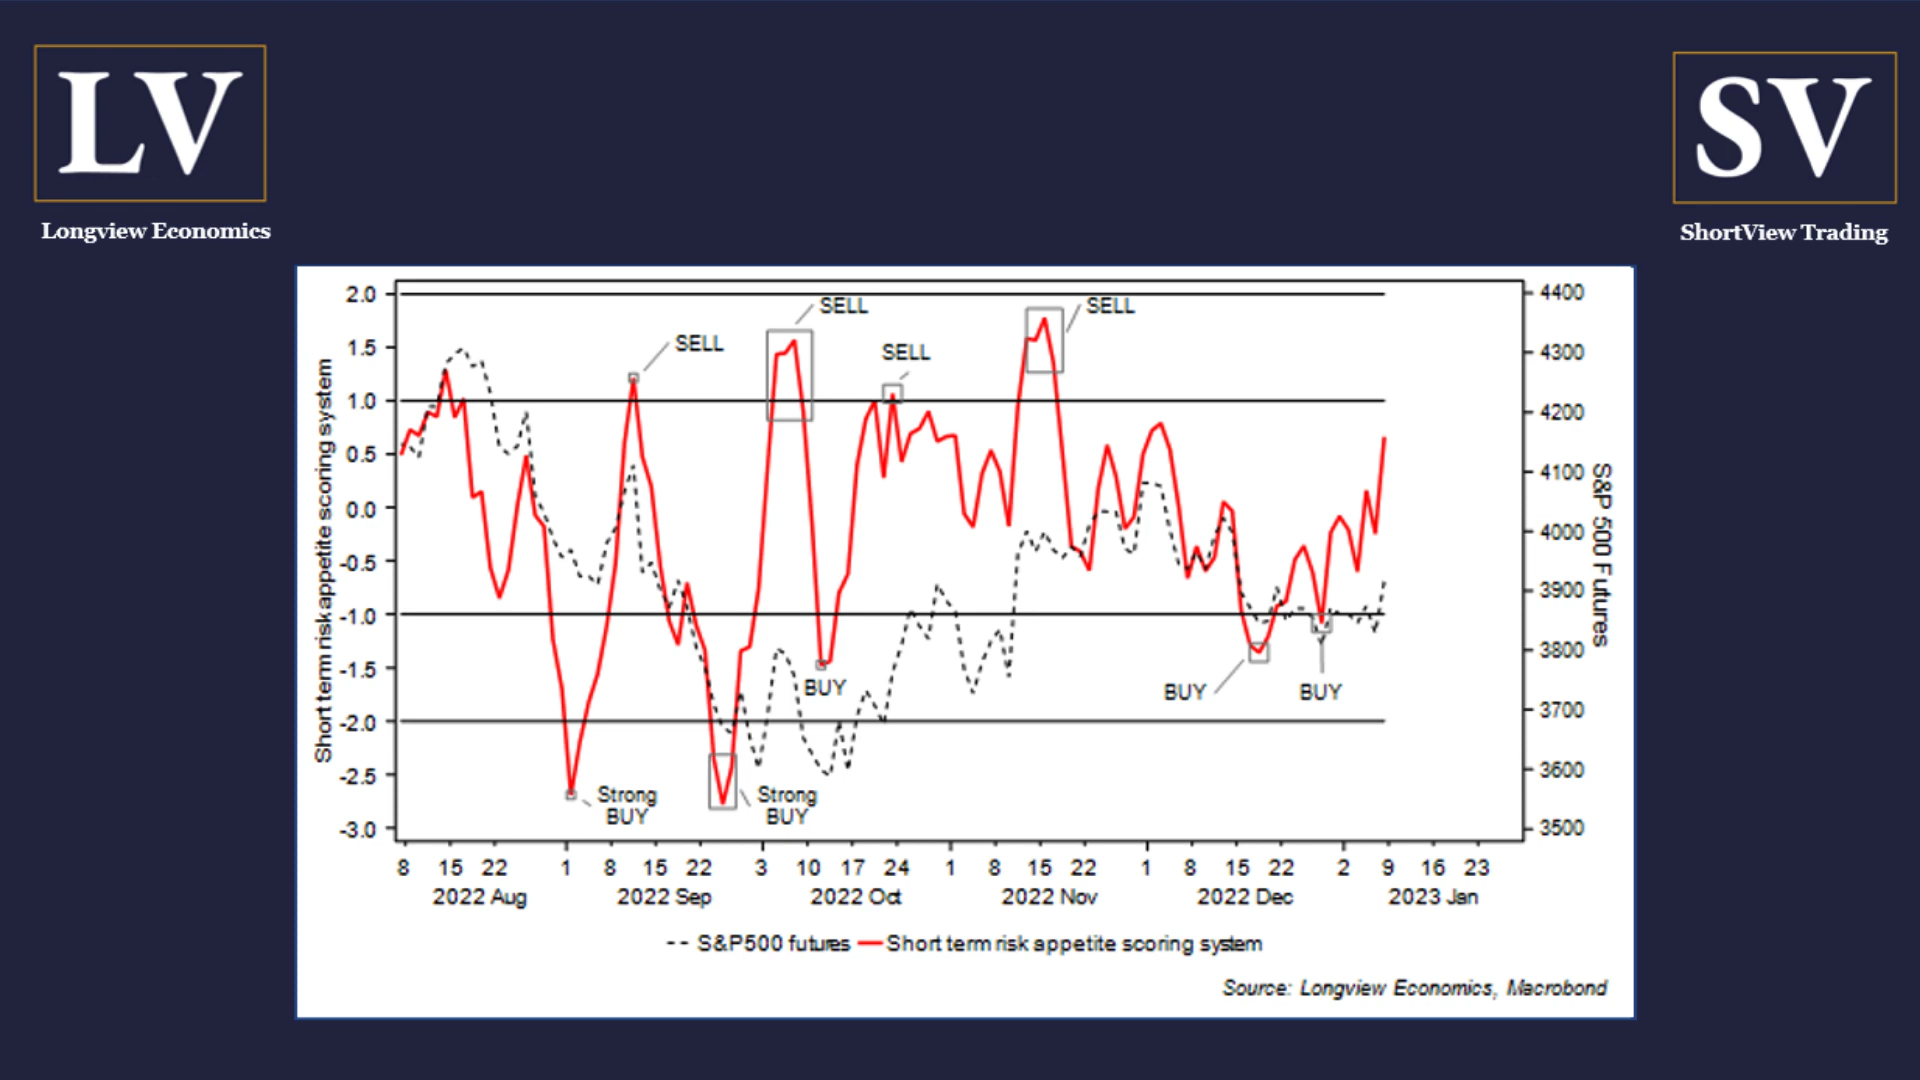 LV
Longview Economics
SV
ShortView Trading
Short term risk appetite scoring system
2.0
1.5
1.0
0.5
0.0
-0.5
-1.0
-1.5
-2.0
-2.5
-3.0
SELL
SELL
SELL
SELL
BUY
BUY
BUY
Strong
BUY
Strong
BUY
4400
4300
4200
4100
4000
3900
3800
3700
3600
3500
S&P 500 Futures
8 15 22 1 8 15 22 3 10 17 24 1 8 15 22 1 8 15 22 2 9 16 23
2022 Aug 2022 Sep 2022 Oct 2022 Nov 2022 Dec 2023 Jan
S&P500 futures Short term risk appetite scoring system
Source: Longview Economics, Macrobond